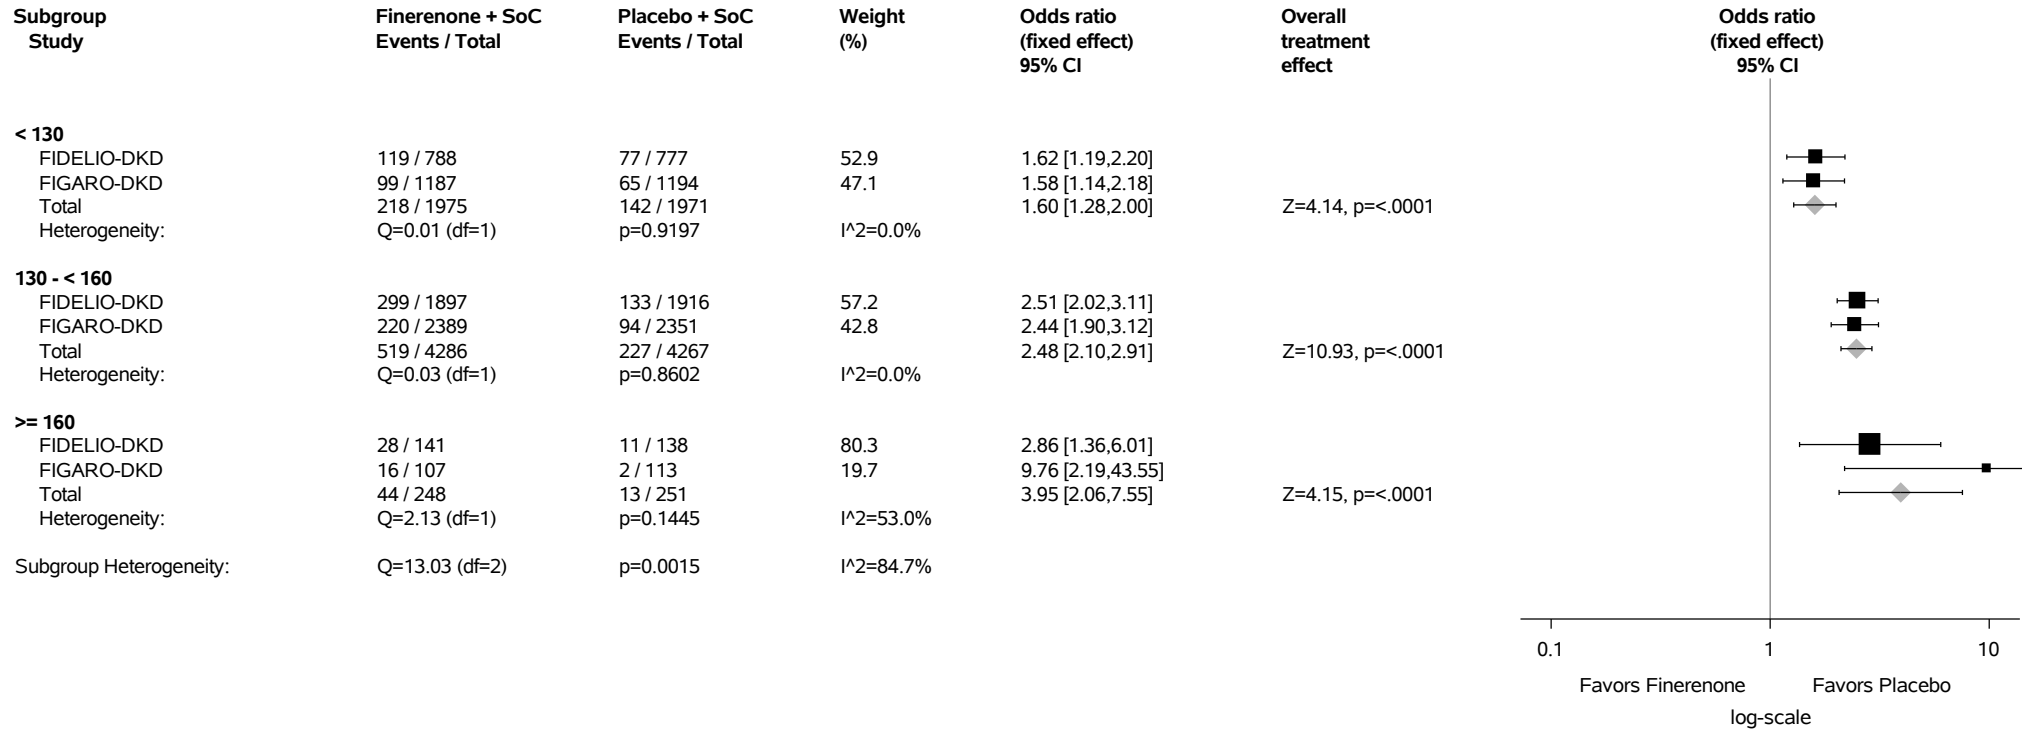 Subgroup Finerenone + SoC Placebo + SoC Weight Odds ratio Overall Odds ratio
Study Events / Total Events / Total (%) (fixed effect) treatment (fixed effect)
95% CI effect 95% CI
< 130
FIDELIO-DKD 119 / 788 77 / 777 52.9 1.62 [1.19,2.20]
FIGARO-DKD 99 / 1187 65 / 1194 47.1 1.58 [1.14,2.18]
Total 218 / 1975 142 / 1971 1.60 [1.28,2.00] Z=4.14, p=<.0001
Heterogeneity: Q=0.01 (df=1) p=0.9197 I^2=0.0%
130 - < 160
FIDELIO-DKD 299 / 1897 133 / 1916 57.2 2.51 [2.02,3.11]
FIGARO-DKD 220 / 2389 94 / 2351 42.8 2.44 [1.90,3.12]
Total 519 / 4286 227 / 4267 2.48 [2.10,2.91] Z=10.93, p=<.0001
Heterogeneity: Q=0.03 (df=1) p=0.8602 I^2=0.0%
>= 160
FIDELIO-DKD 28 / 141 11 / 138 80.3 2.86 [1.36,6.01]
FIGARO-DKD 16 / 107 2 / 113 19.7 9.76 [2.19,43.55]
Total 44 / 248 13 / 251 3.95 [2.06,7.55] Z=4.15, p=<.0001
Heterogeneity: Q=2.13 (df=1) p=0.1445 I^2=53.0%
Subgroup Heterogeneity: Q=13.03 (df=2) p=0.0015 I^2=84.7%
0.1 1 10
Favors Finerenone Favors Placebo
log-scale